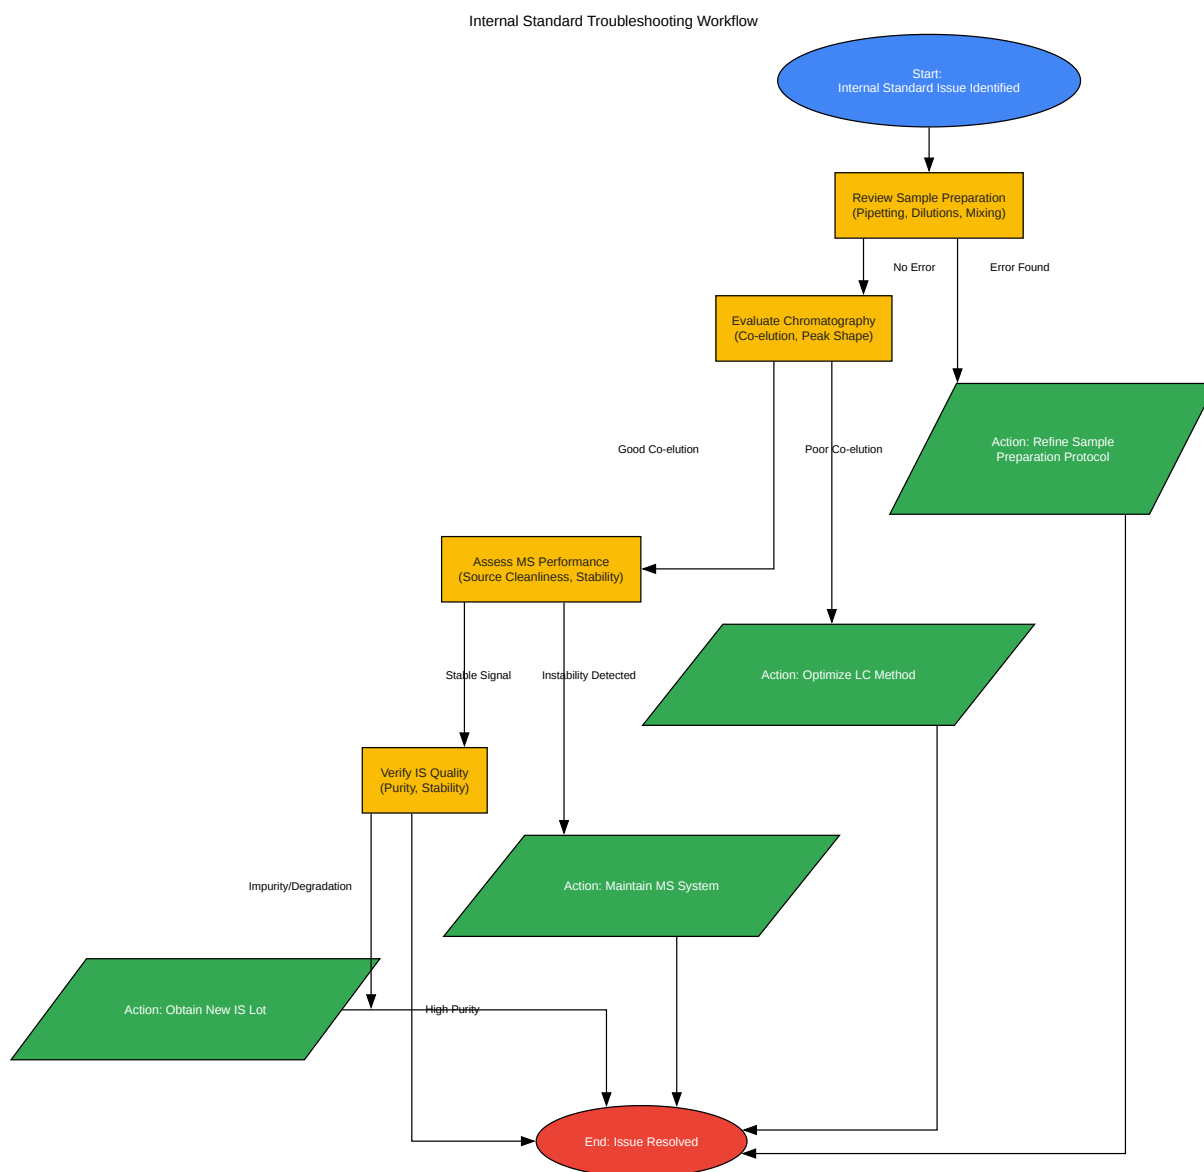 Internal Standard Troubleshooting Workflow
Start:
Internal Standard Issue Identified
Review Sample Preparation
(Pipetting, Dilutions, Mixing)
No Error
Error Found
Evaluate Chromatography
(Co-elution, Peak Shape)
Good Co-elution
Poor Co-elution
Action: Refine Sample
Preparation Protocol
Assess MS Performance
(Source Cleanliness, Stability)
Stable Signal
Instability Detected
Action: Optimize LC Method
Verify IS Quality
(Purity, Stability)
Impurity/Degradation
Action: Maintain MS System
Action: Obtain New IS Lot
High Purity
End: Issue Resolved